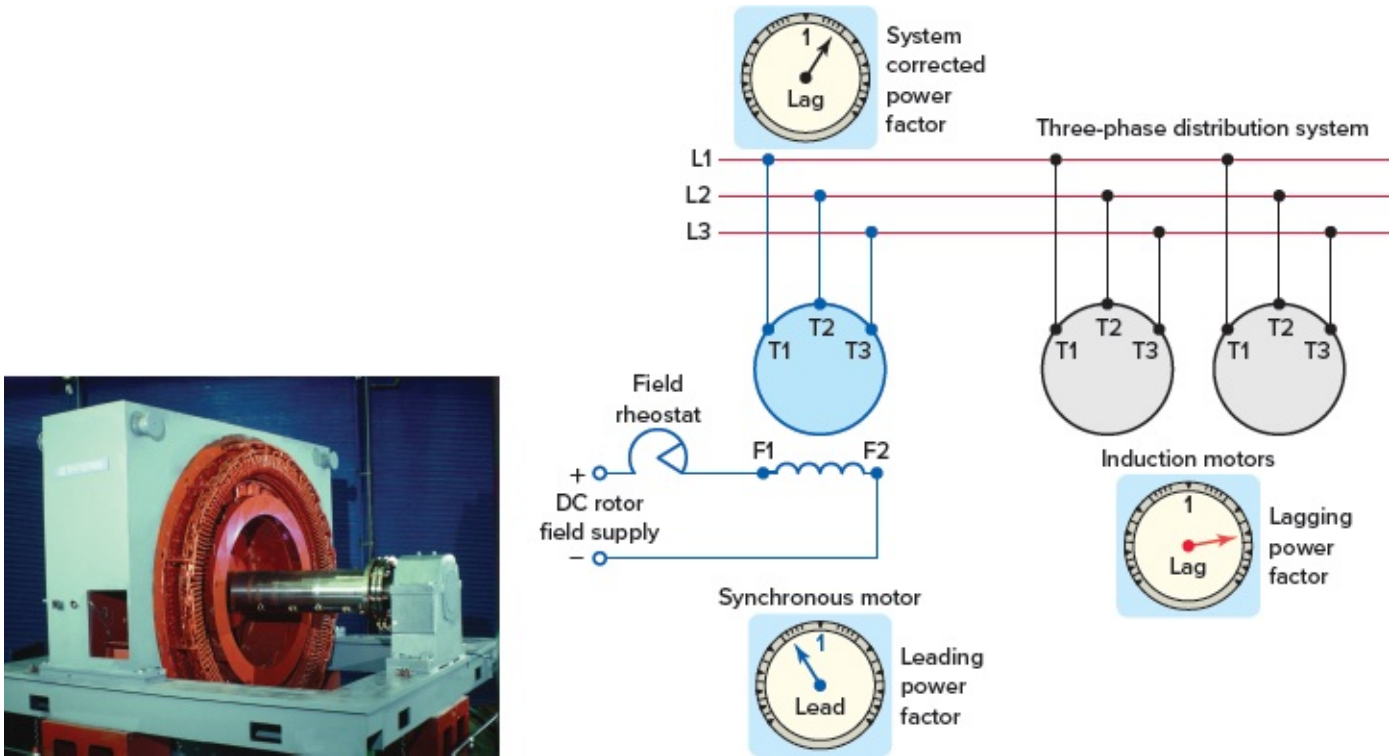 1
Lag
System
corrected
power
factor
Three-phase distribution system
L1
L2
L3
T1
T2
T3
T1
T2
T3
T1
T2
T3
Field
rheostat
F1
F2
+
DC rotor
field supply
−
Induction motors
1
Lag
Lagging
power
factor
Synchronous motor
1
Lead
Leading
power
factor